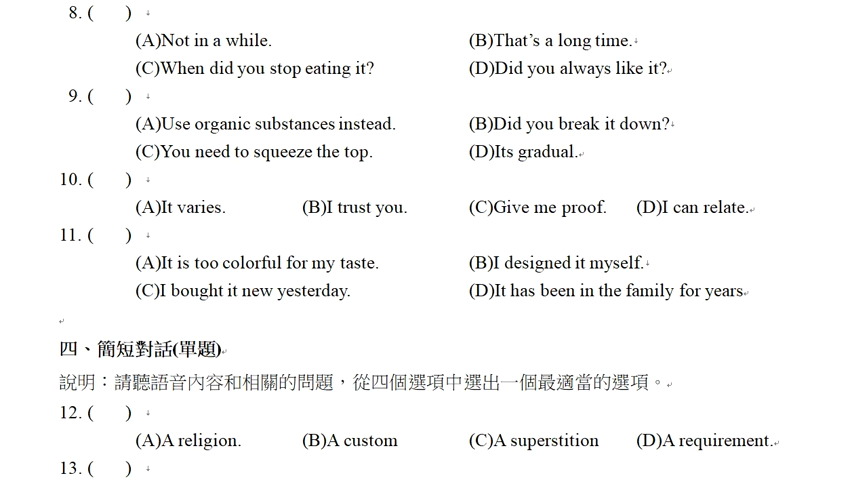 8. (      )
(A)Not in a while. (B)That’s a long time.
(C)When did you stop eating it? (D)Did you always like it?
9. (      )
(A)Use organic substances instead. (B)Did you break it down?
(C)You need to squeeze the top. (D)Its gradual.
10. (      )
(A)It varies. (B)I trust you. (C)Give me proof. (D)I can relate.
11. (      )
(A)It is too colorful for my taste. (B)I designed it myself.
(C)I bought it new yesterday. (D)It has been in the family for years
四、簡短對話(單題)
說明：請聽語音內容和相關的問題，從四個選項中選出一個最適當的選項。
12. (      )
(A)A religion. (B)A custom (C)A superstition (D)A requirement.
13. (      )